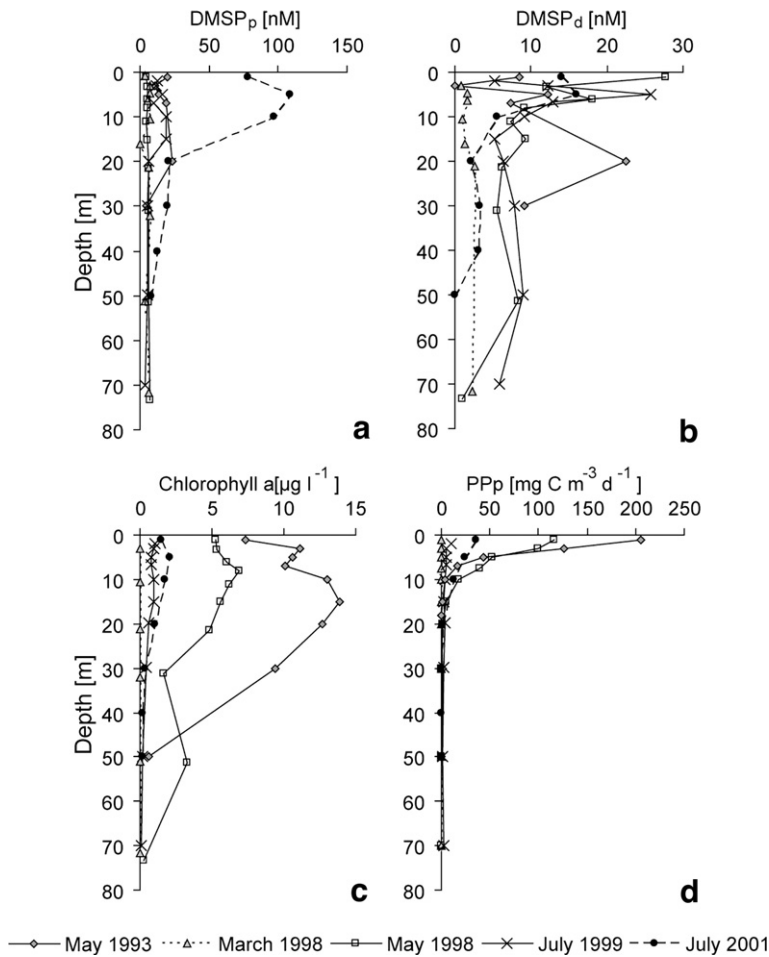 DMSPp [nM]
0 50 100 150
0
10
20
30
40
50
60
70
80
Depth [m]
a
DMSPd [nM]
0 10 20 30
0
10
20
30
40
50
60
70
80
b
Chlorophyll a[µg l⁻¹]
0 5 10 15
0
10
20
30
40
50
60
70
80
Depth [m]
c
PPp [mg C m⁻³ d⁻¹]
0 50 100 150 200 250
0
10
20
30
40
50
60
70
80
d
May 1993 March 1998 May 1998 July 1999 July 2001